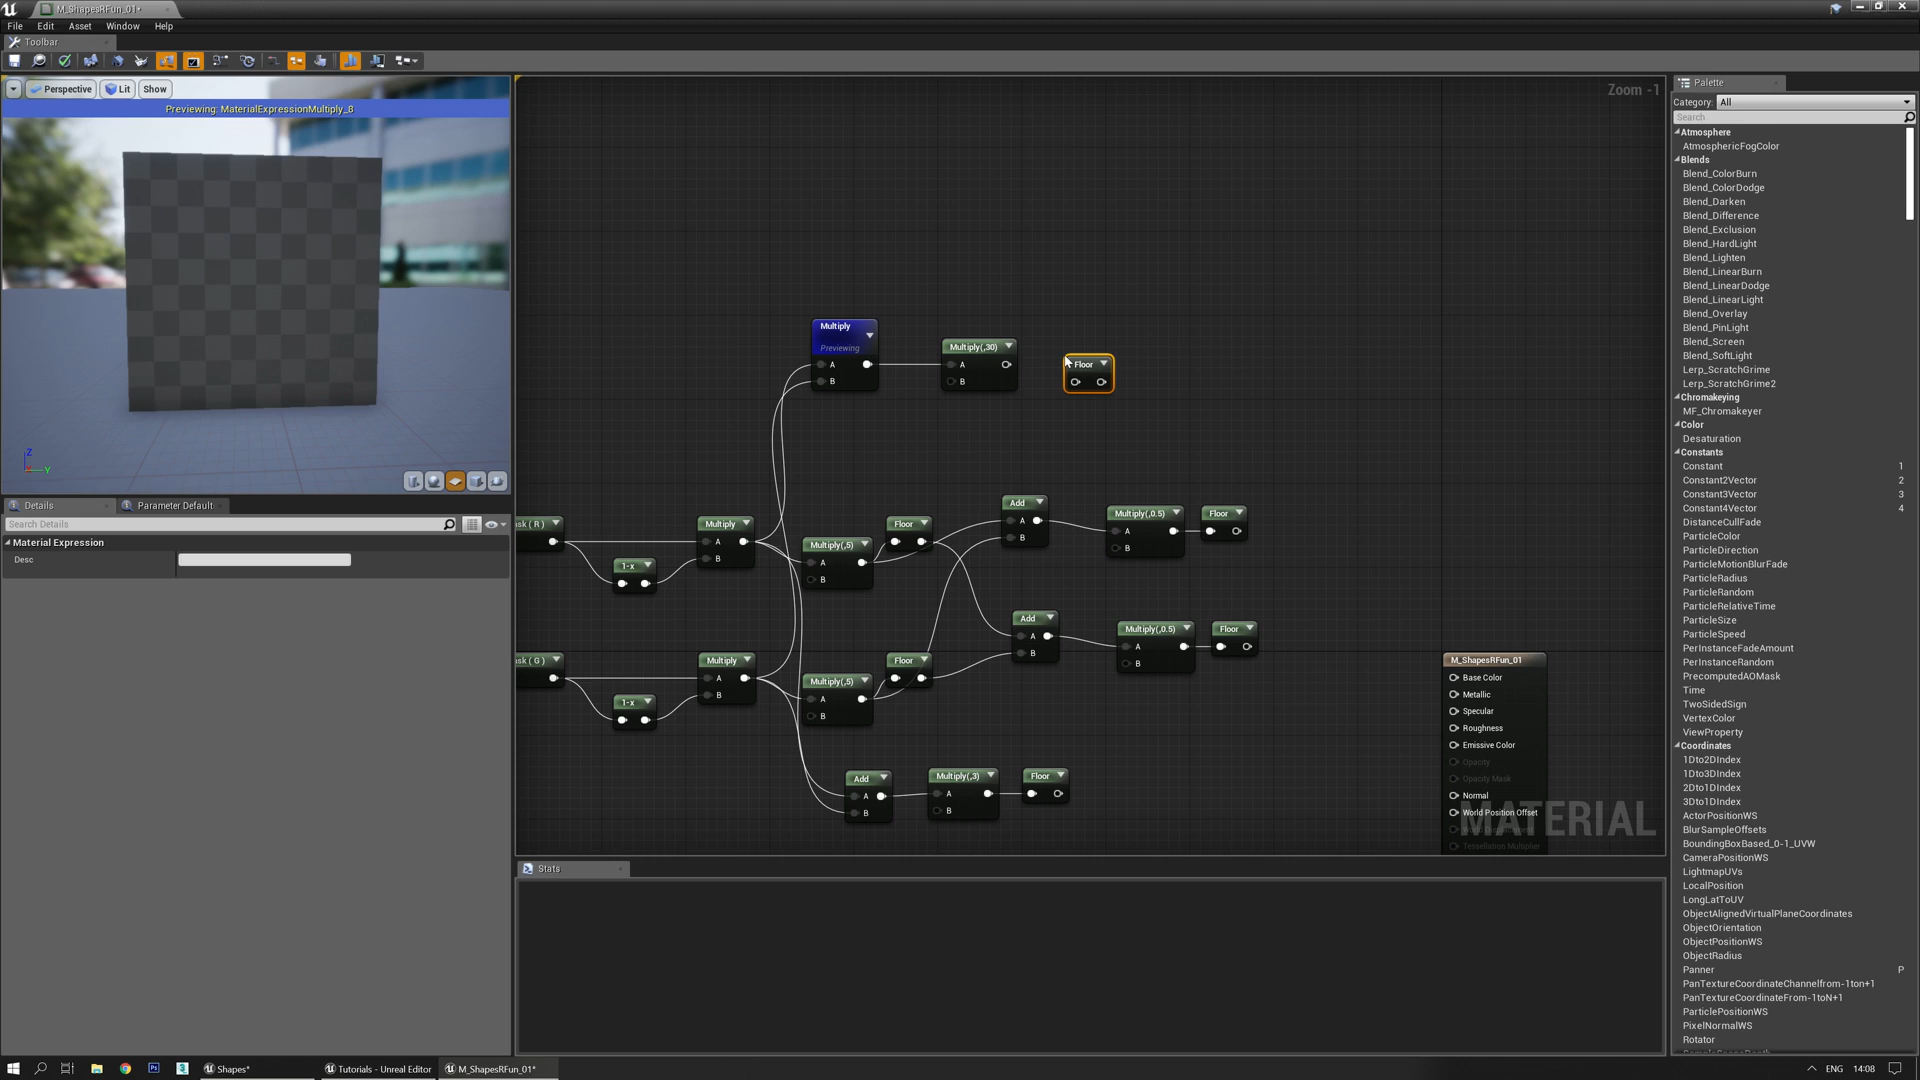 M_ShapesRFun_01*
File Edit Asset Window Help
Toolbar
Perspective Lit Show
Previewing: MaterialExpressionMultiply_8
Z
Y
Details
Parameter Default
Search Details
Material Expression
Desc
Zoom -1
Multiply
Previewing
A
B
Multiply(,30)
A
B
Floor
sk ( R )
1-x
Multiply
A
B
Multiply(,5)
A
B
Floor
Add
A
B
Multiply(,0.5)
A
B
Floor
Add
A
B
Multiply(,0.5)
A
B
Floor
sk ( G )
1-x
Multiply
A
B
Multiply(,5)
A
B
Floor
Add
A
B
Multiply(,3)
A
B
Floor
M_ShapesRFun_01
Base Color
Metallic
Specular
Roughness
Emissive Color
Opacity
Opacity Mask
Normal
World Position Offset
Tessellation Multiplier
MATERIAL
Stats
Palette
Category: All
Search
Atmosphere
AtmosphericFogColor
Blends
Blend_ColorBurn
Blend_ColorDodge
Blend_Darken
Blend_Difference
Blend_Exclusion
Blend_HardLight
Blend_Lighten
Blend_LinearBurn
Blend_LinearDodge
Blend_LinearLight
Blend_Overlay
Blend_PinLight
Blend_Screen
Blend_SoftLight
Lerp_ScratchGrime
Lerp_ScratchGrime2
Chromakeying
MF_Chromakeyer
Color
Desaturation
Constants
Constant 1
Constant2Vector 2
Constant3Vector 3
Constant4Vector 4
DistanceCullFade
ParticleColor
ParticleDirection
ParticleMotionBlurFade
ParticleRadius
ParticleRandom
ParticleRelativeTime
ParticleSize
ParticleSpeed
PerInstanceFadeAmount
PerInstanceRandom
PrecomputedAOMask
Time
TwoSidedSign
VertexColor
ViewProperty
Coordinates
1Dto2DIndex
1Dto3DIndex
2Dto1DIndex
3Dto1DIndex
ActorPositionWS
BlurSampleOffsets
BoundingBoxBased_0-1_UVW
CameraPositionWS
LightmapUVs
LocalPosition
LongLatToUV
ObjectAlignedVirtualPlaneCoordinates
ObjectOrientation
ObjectPositionWS
ObjectRadius
Panner P
PanTextureCoordinateChannelfrom-1ton+1
PanTextureCoordinateFrom-1toN+1
ParticlePositionWS
PixelNormalWS
Rotator
Shapes*
Tutorials - Unreal Editor
M_ShapesRFun_01*
ENG 14:08